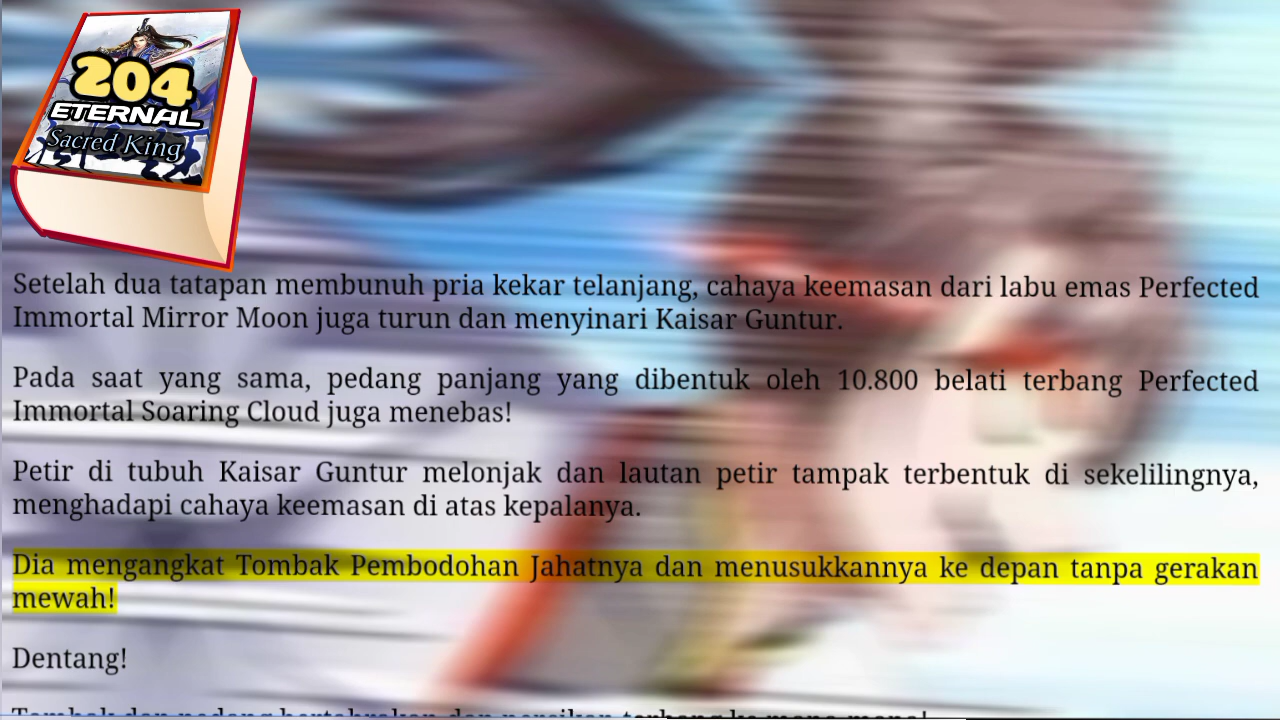 204
ETERNAL
Sacred King
Setelah dua tatapan membunuh pria kekar telanjang, cahaya keemasan dari labu emas Perfected
Immortal Mirror Moon juga turun dan menyinari Kaisar Guntur.
Pada saat yang sama, pedang panjang yang dibentuk oleh 10.800 belati terbang Perfected
Immortal Soaring Cloud juga menebas!
Petir di tubuh Kaisar Guntur melonjak dan lautan petir tampak terbentuk di sekelilingnya,
menghadapi cahaya keemasan di atas kepalanya.
Dia mengangkat Tombak Pembodohan Jahatnya dan menusukkannya ke depan tanpa gerakan
mewah!
Dentang!